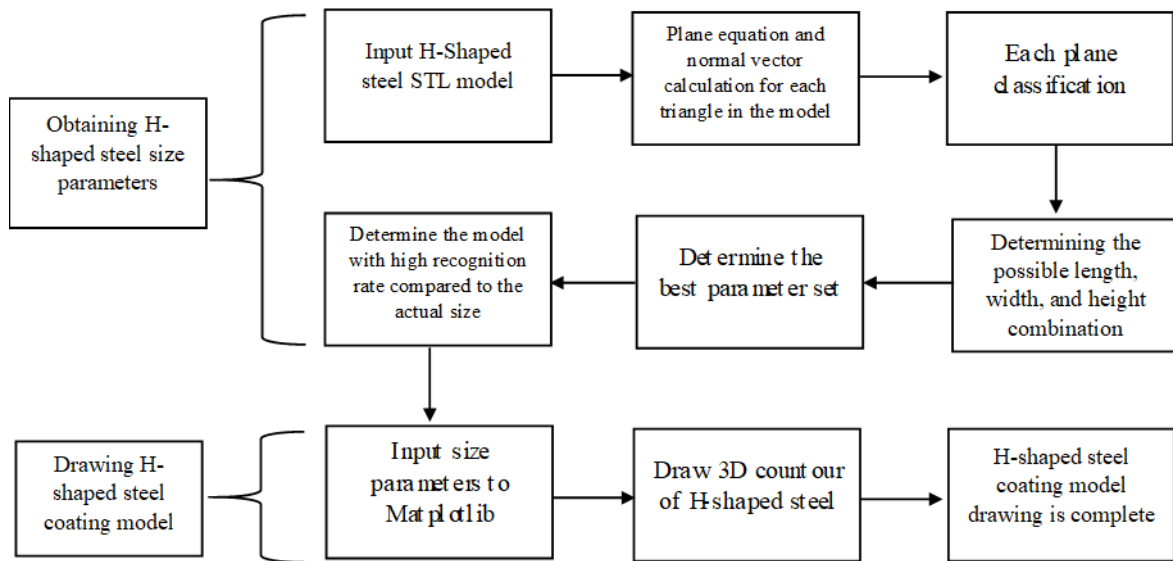 Obtaining H-
shaped steel size
parameters
Input H-Shaped
steel STL model
Plane equation and
normal vector
calculation for each
triangle in the model
Each plane
classification
Determining the
possible length,
width, and height
combination
Determine the
best parameter set
Determine the model
with high recognition
rate compared to the
actual size
Drawing H-
shaped steel
coating model
Input size
parameters to
Matplotlib
Draw 3D countour
of H-shaped steel
H-shaped steel
coating model
drawing is complete